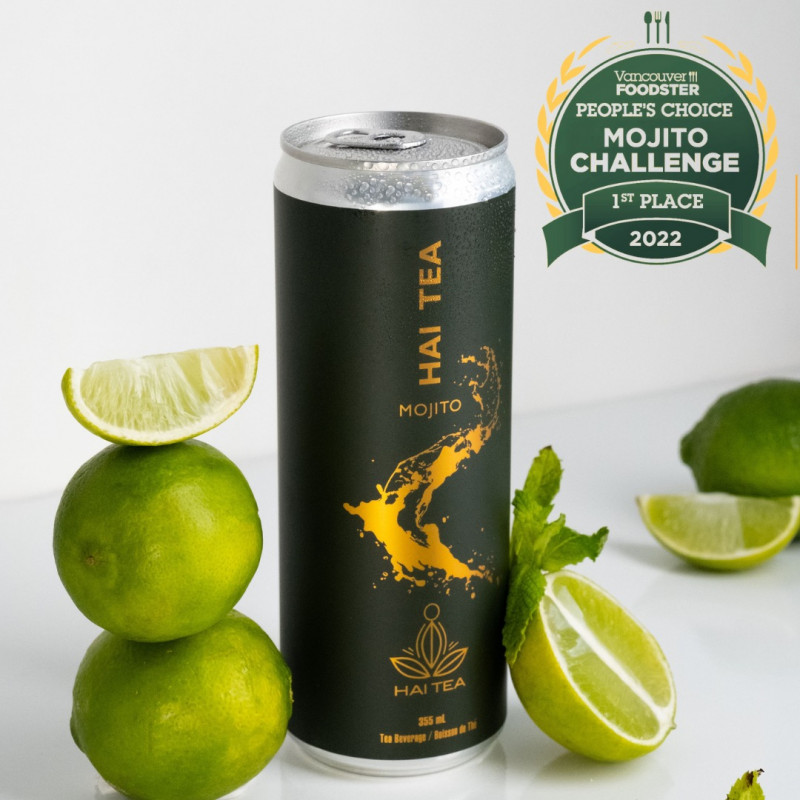 Vancouver
FOODSTER
PEOPLE'S CHOICE
MOJITO
CHALLENGE
1ST PLACE
2022
HAI TEA
MOJITO
HAI TEA
355 mL
Tea Beverage / Boisson de Thé